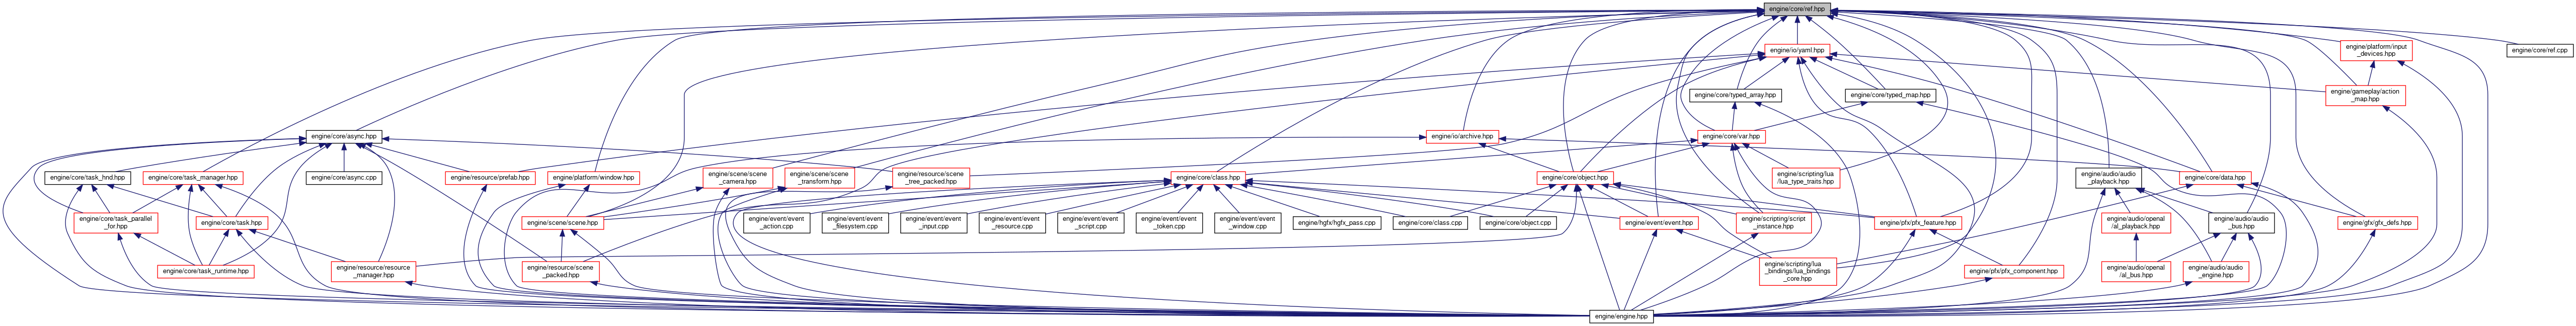 engine/core/ref.hpp
engine/io/yaml.hpp
engine/platform/input
_devices.hpp
engine/core/ref.cpp
engine/core/typed_array.hpp
engine/core/typed_map.hpp
engine/gameplay/action
_map.hpp
engine/core/async.hpp
engine/io/archive.hpp
engine/core/var.hpp
engine/core/task_hnd.hpp
engine/core/task_manager.hpp
engine/core/async.cpp
engine/resource/prefab.hpp
engine/platform/window.hpp
engine/scene/scene
_camera.hpp
engine/scene/scene
_transform.hpp
engine/resource/scene
_tree_packed.hpp
engine/core/class.hpp
engine/core/object.hpp
engine/scripting/lua
/lua_type_traits.hpp
engine/audio/audio
_playback.hpp
engine/core/data.hpp
engine/core/task_parallel
_for.hpp
engine/core/task.hpp
engine/scene/scene.hpp
engine/event/event
_action.cpp
engine/event/event
_filesystem.cpp
engine/event/event
_input.cpp
engine/event/event
_resource.cpp
engine/event/event
_script.cpp
engine/event/event
_token.cpp
engine/event/event
_window.cpp
engine/hgfx/hgfx_pass.cpp
engine/core/class.cpp
engine/core/object.cpp
engine/event/event.hpp
engine/scripting/script
_instance.hpp
engine/pfx/pfx_feature.hpp
engine/audio/openal
/al_playback.hpp
engine/audio/audio
_bus.hpp
engine/gfx/gfx_defs.hpp
engine/core/task_runtime.hpp
engine/resource/resource
_manager.hpp
engine/resource/scene
_packed.hpp
engine/scripting/lua
_bindings/lua_bindings
_core.hpp
engine/pfx/pfx_component.hpp
engine/audio/openal
/al_bus.hpp
engine/audio/audio
_engine.hpp
engine/engine.hpp